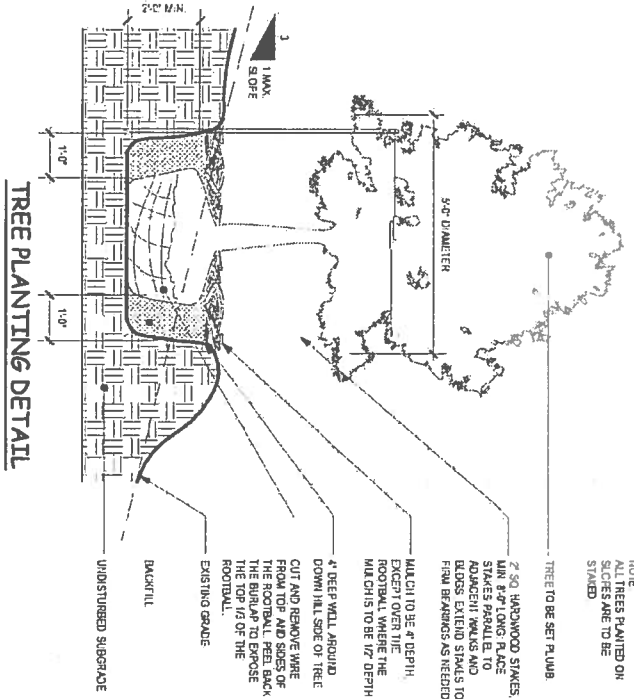 NOTE
ALL TREES PLANTED ON
SLOPES ARE TO BE
STAKED
TREE TO BE SET PLUMB.
2" SQ. HARDWOOD STAKES,
MIN 8'-0" LONG: PLACE
STAKES PARALLEL TO
ADJACENT WALKS AND
BLDGS EXTEND STAKES TO
FIRM BEARINGS AS NEEDED
MULCH TO BE 4" DEPTH
EXCEPT OVER THE
ROOTBALL WHERE THE
MULCH IS TO BE 1/2" DEPTH
4" DEEP WELL AROUND
DOWN HILL SIDE OF TREE
CUT AND REMOVE WIRE
FROM TOP AND SIDES OF
THE ROOTBALL PEEL BACK
THE BURLAP TO EXPOSE
THE TOP 1/3 OF THE
ROOTBALL.
EXISTING GRADE
BACKFILL
UNDISTURBED SUBGRADE
5'-0" DIAMETER
3
1 MAX.
SLOPE
2'-0" MIN.
1'-0"
1'-0"
TREE PLANTING DETAIL